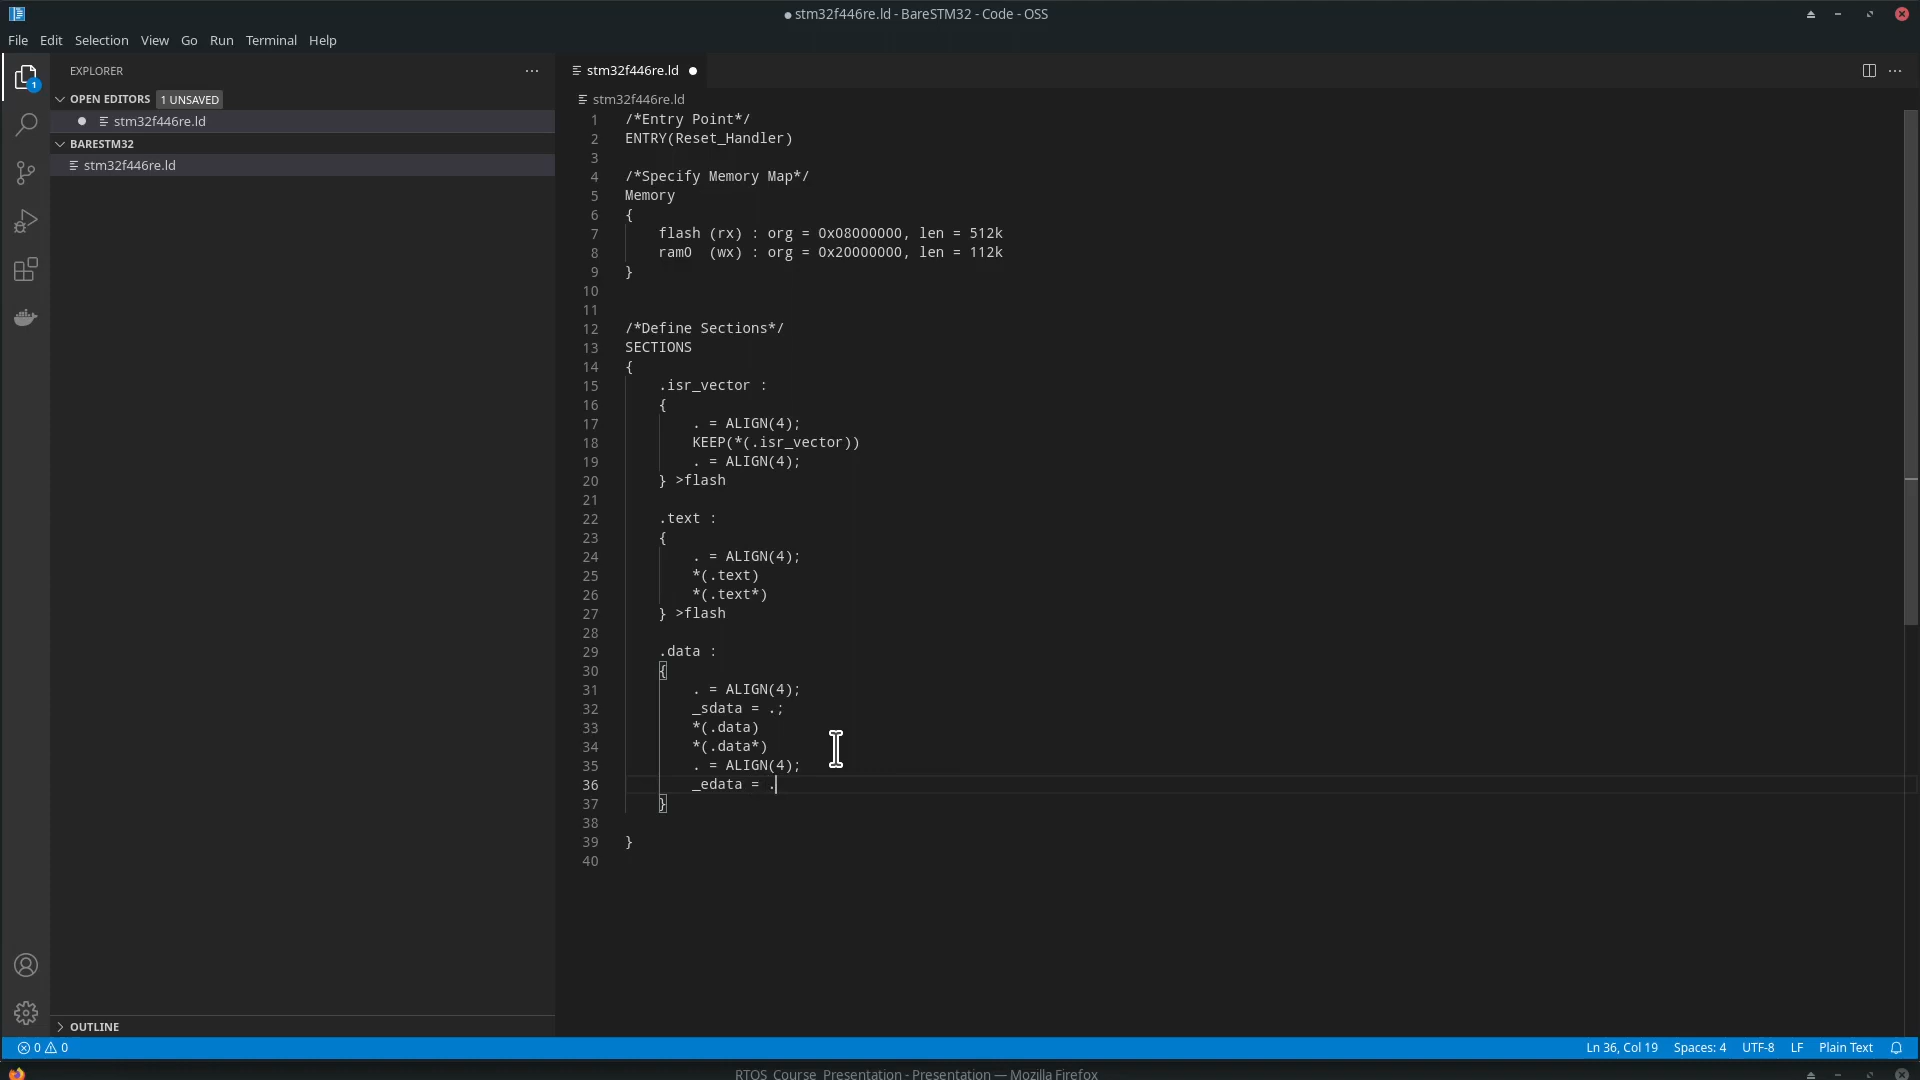 ● stm32f446re.ld - BareSTM32 - Code - OSS
File Edit Selection View Go Run Terminal Help
EXPLORER
OPEN EDITORS 1 UNSAVED
stm32f446re.ld
BARESTM32
stm32f446re.ld
1
OUTLINE
stm32f446re.ld
stm32f446re.ld
1 /*Entry Point*/
2 ENTRY(Reset_Handler)
3
4 /*Specify Memory Map*/
5 Memory
6 {
7 flash (rx) : org = 0x08000000, len = 512k
8 ram0  (wx) : org = 0x20000000, len = 112k
9 }
10
11
12 /*Define Sections*/
13 SECTIONS
14 {
15 .isr_vector :
16 {
17 . = ALIGN(4);
18 KEEP(*(.isr_vector))
19 . = ALIGN(4);
20 } >flash
21
22 .text :
23 {
24 . = ALIGN(4);
25 *(.text)
26 *(.text*)
27 } >flash
28
29 .data :
30 {
31 . = ALIGN(4);
32 _sdata = .;
33 *(.data)
34 *(.data*)
35 . = ALIGN(4);
36 _edata = .
37 }
38
39 }
40
0 0 Ln 36, Col 19 Spaces: 4 UTF-8 LF Plain Text
RTOS_Course_Presentation - Presentation — Mozilla Firefox